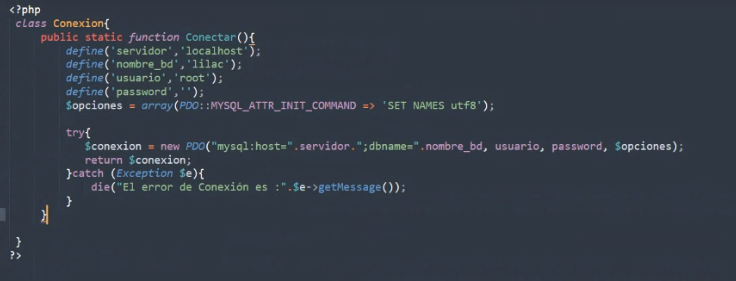 <?php
class Conexion{
public static function Conectar(){
define('servidor','localhost');
define('nombre_bd','lilac');
define('usuario','root');
define('password','');
$opciones = array(PDO::MYSQL_ATTR_INIT_COMMAND => 'SET NAMES utf8');
try{
$conexion = new PDO("mysql:host=".servidor.";dbname=".nombre_bd, usuario, password, $opciones);
return $conexion;
}catch (Exception $e){
die("El error de Conexión es :".$e->getMessage());
}
}
}
?>